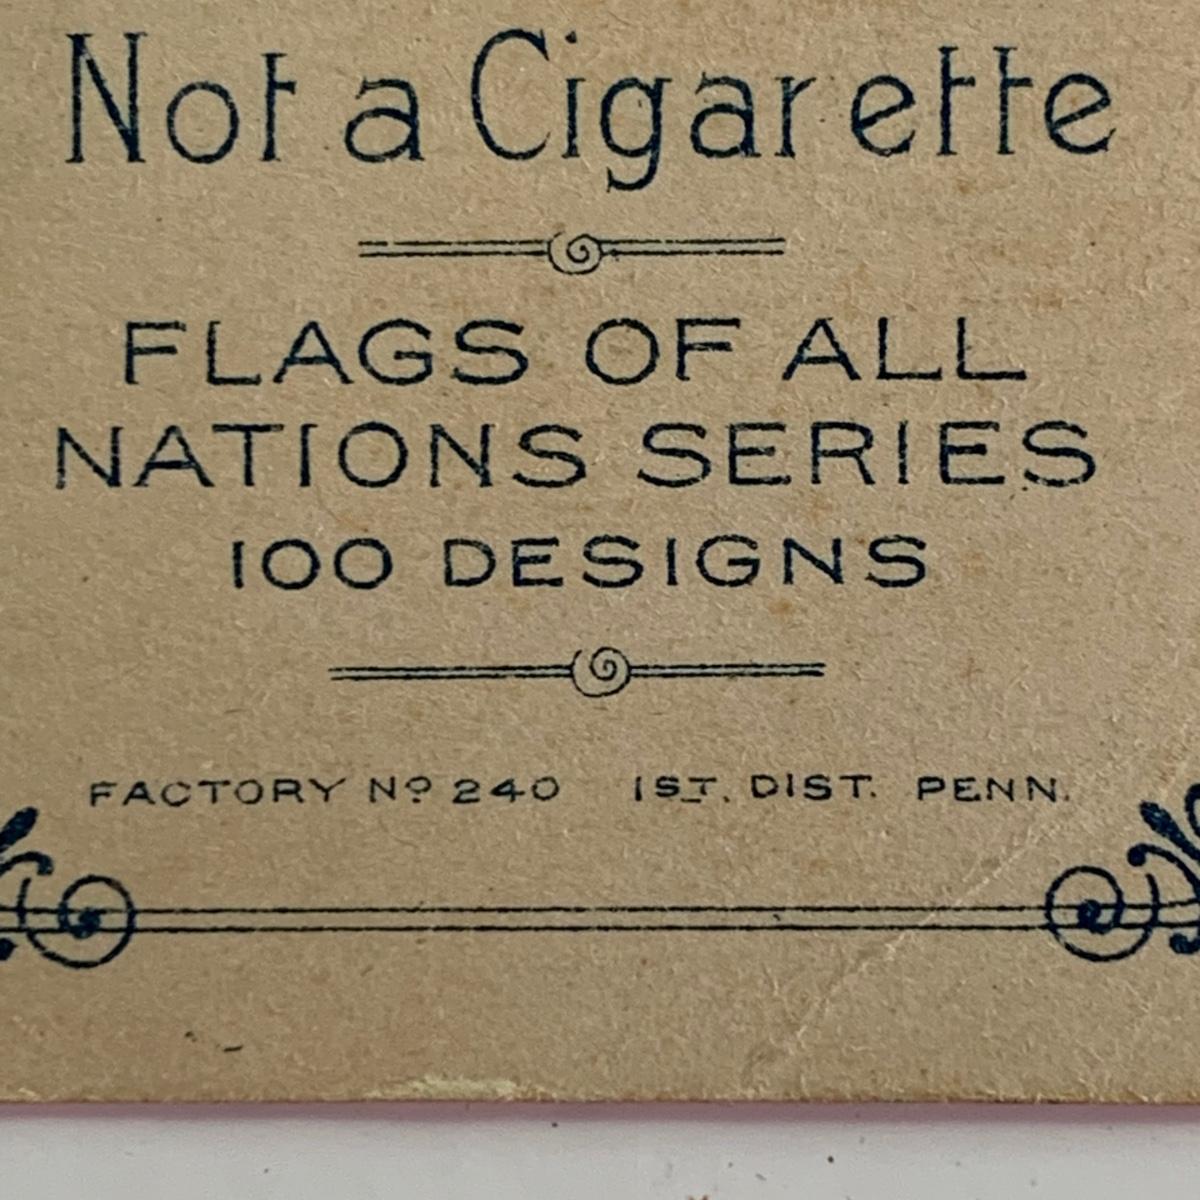 Not a Cigarette
FLAGS OF ALL
NATIONS SERIES
100 DESIGNS
FACTORY Nº 240 1ST. DIST. PENN.